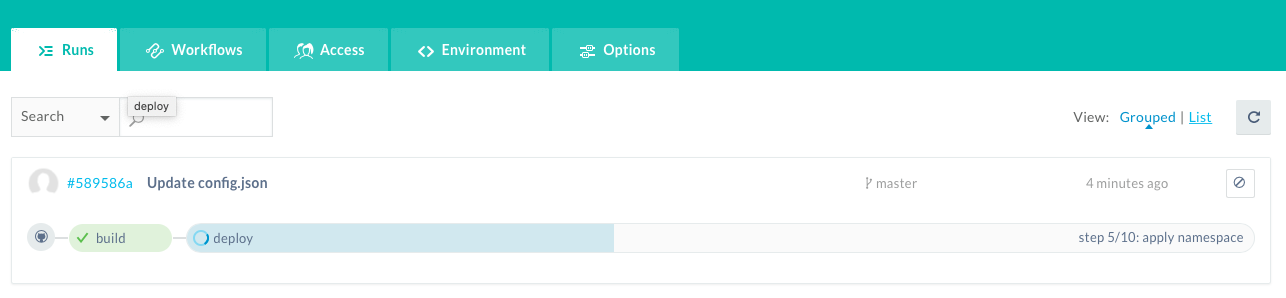 Runs Workflows Access Environment Options
deploy
Search
View: Grouped | List
#589586a Update config.json master 4 minutes ago
build deploy step 5/10: apply namespace